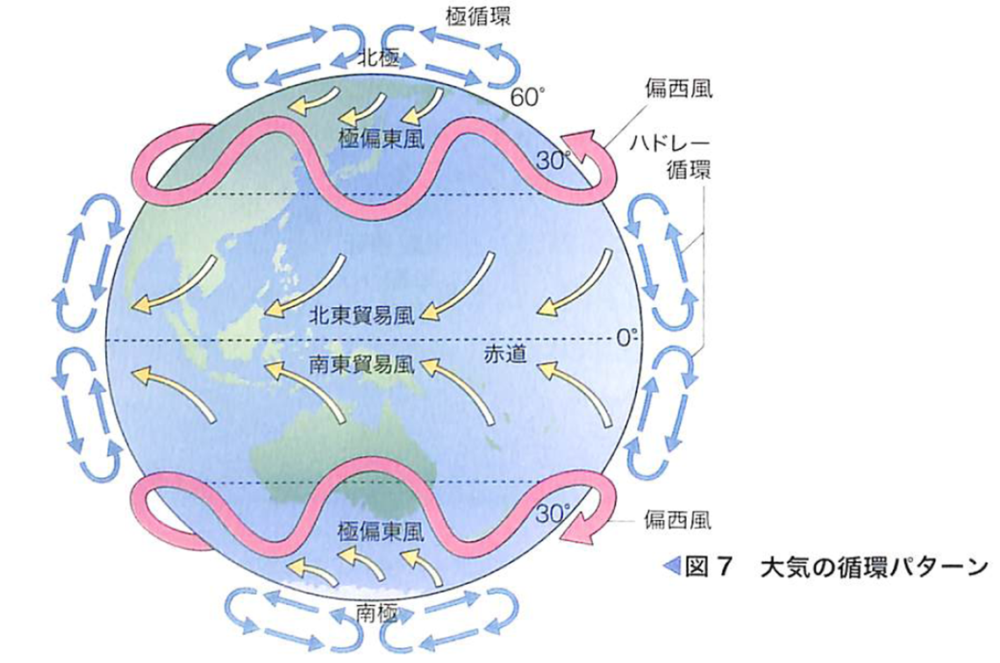 極循環
北極
60°
偏西風
極偏東風
ハドレー
循環
30°
北東貿易風
0°
赤道
南東貿易風
30°
極偏東風
偏西風
◀図7 大気の循環パターン
南極